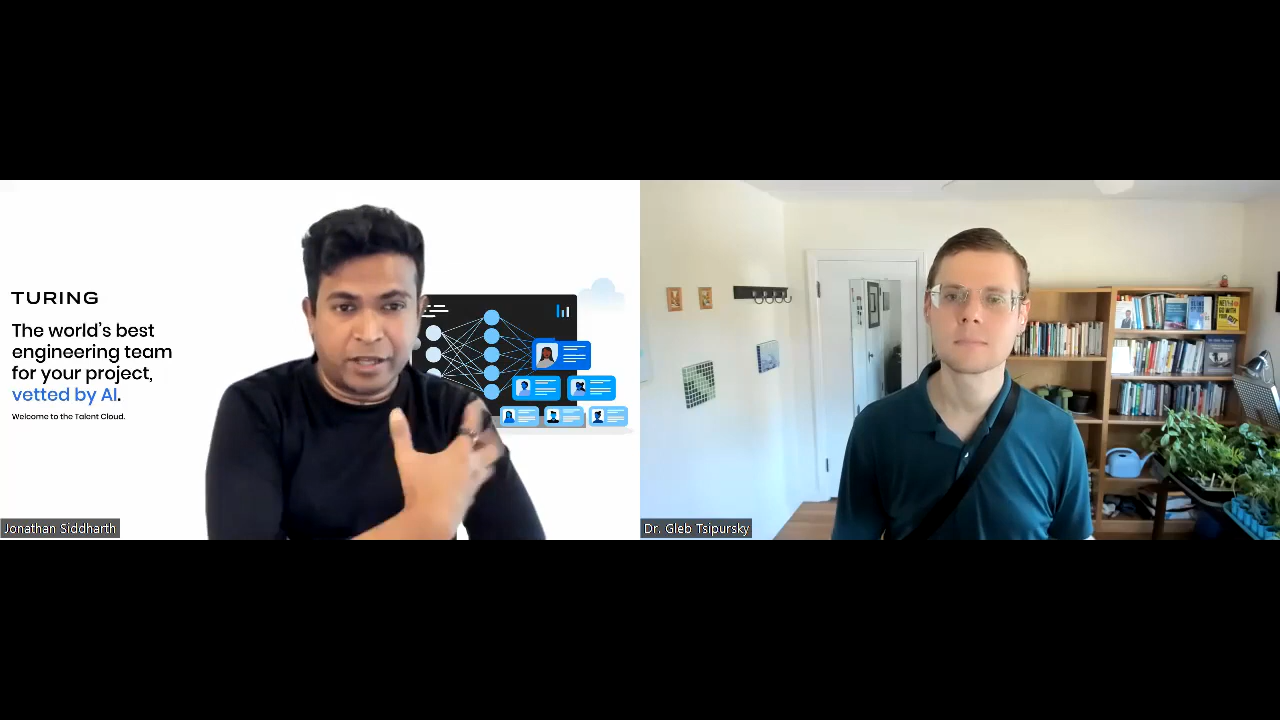 TURING
The world's best
engineering team
for your project,
vetted by AI.
Welcome to the Talent Cloud.
Jonathan Siddharth
Dr. Gleb Tsipursky